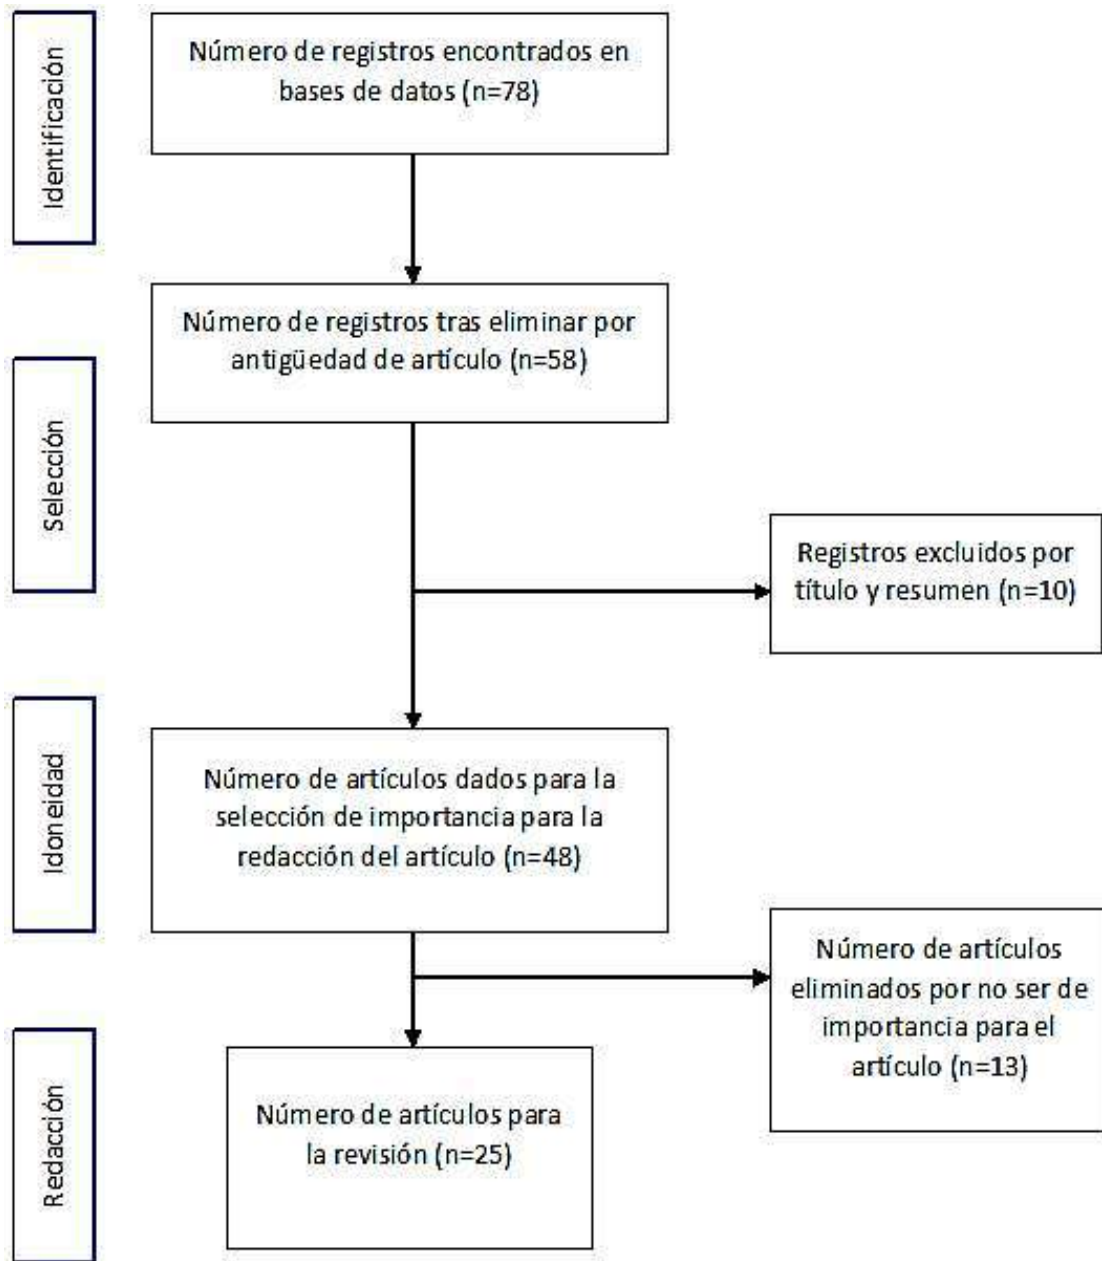 Identificación
Número de registros encontrados en
bases de datos (n=78)
Selección
Número de registros tras eliminar por
antigüedad de artículo (n=58)
Registros excluidos por
título y resumen (n=10)
Idoneidad
Número de artículos dados para la
selección de importancia para la
redacción del artículo (n=48)
Número de artículos
eliminados por no ser de
importancia para el
artículo (n=13)
Redacción
Número de artículos para
la revisión (n=25)